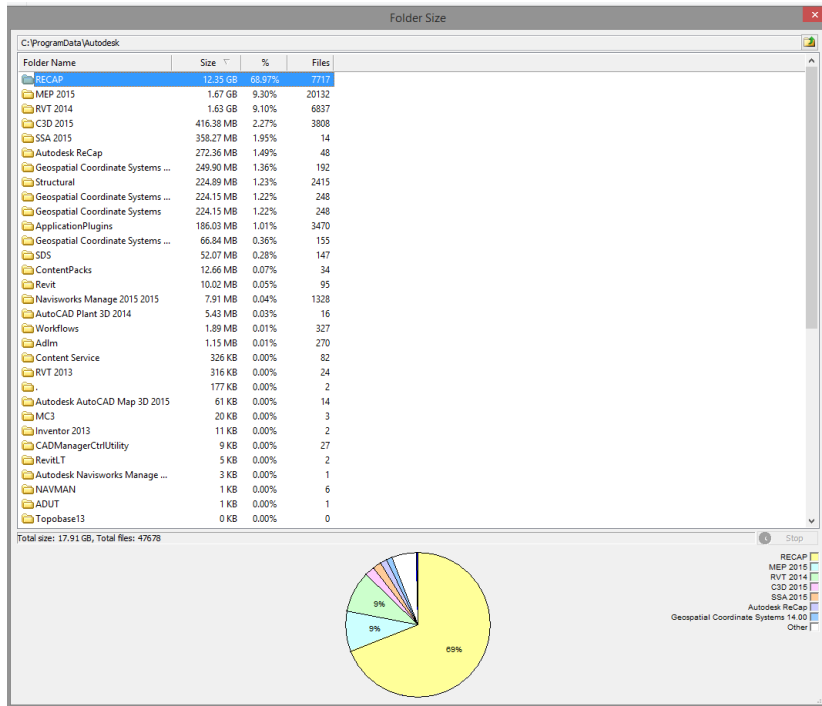 Folder Size
C:\ProgramData\Autodesk
Folder Name Size % Files
RECAP 12.35 GB 68.97% 7717
MEP 2015 1.67 GB 9.30% 20132
RVT 2014 1.63 GB 9.10% 6837
C3D 2015 416.38 MB 2.27% 3808
SSA 2015 358.27 MB 1.95% 14
Autodesk ReCap 272.36 MB 1.49% 48
Geospatial Coordinate Systems ... 249.90 MB 1.36% 192
Structural 224.89 MB 1.23% 2415
Geospatial Coordinate Systems ... 224.15 MB 1.22% 248
Geospatial Coordinate Systems 224.15 MB 1.22% 248
ApplicationPlugins 186.03 MB 1.01% 3470
Geospatial Coordinate Systems ... 66.84 MB 0.36% 155
SDS 52.07 MB 0.28% 147
ContentPacks 12.66 MB 0.07% 34
Revit 10.02 MB 0.05% 95
Navisworks Manage 2015 2015 7.91 MB 0.04% 1328
AutoCAD Plant 3D 2014 5.43 MB 0.03% 16
Workflows 1.89 MB 0.01% 327
Adlm 1.15 MB 0.01% 270
Content Service 326 KB 0.00% 82
RVT 2013 316 KB 0.00% 24
. 177 KB 0.00% 2
Autodesk AutoCAD Map 3D 2015 61 KB 0.00% 14
MC3 20 KB 0.00% 3
Inventor 2013 11 KB 0.00% 2
CADManagerCtrlUtility 9 KB 0.00% 27
RevitLT 5 KB 0.00% 2
Autodesk Navisworks Manage ... 3 KB 0.00% 1
NAVMAN 1 KB 0.00% 6
ADUT 1 KB 0.00% 1
Topobase13 0 KB 0.00% 0
Total size: 17.91 GB, Total files: 47678
Stop
RECAP
MEP 2015
RVT 2014
C3D 2015
SSA 2015
Autodesk ReCap
Geospatial Coordinate Systems 14.00
Other
9%
9%
69%